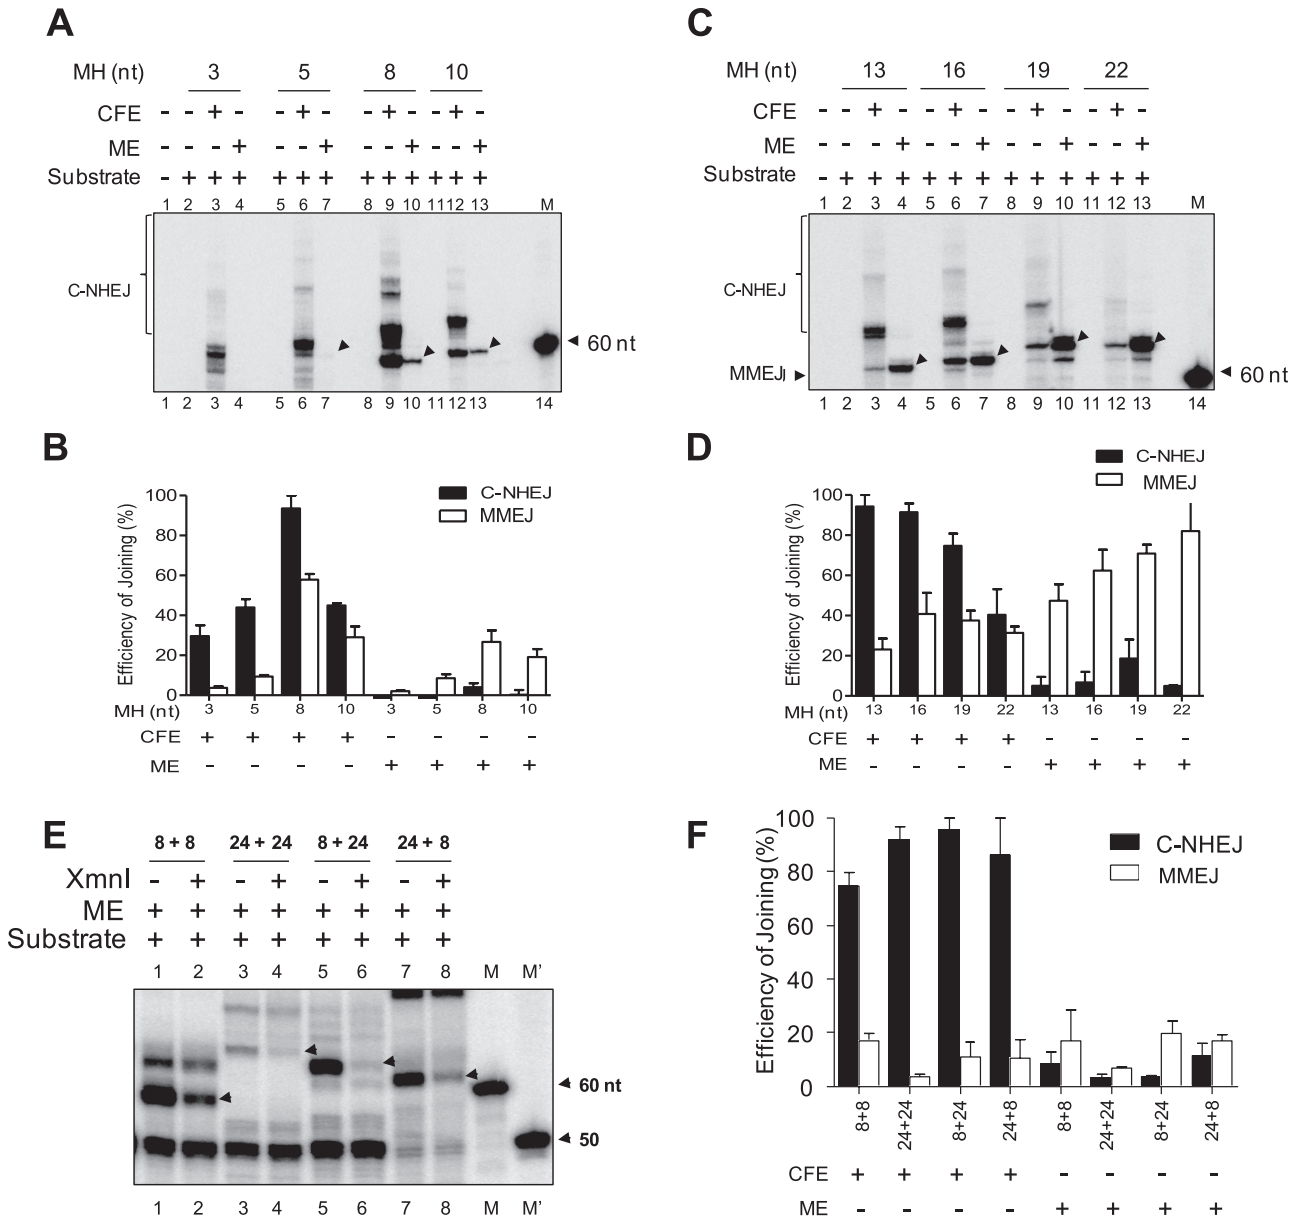 A
MH (nt) 3 5 8 10
CFE - - + - - + - - + - - + -
ME - - - + - - + - - + - - +
Substrate - + + + + + + + + + + + +
1 2 3 4 5 6 7 8 9 10 11 12 13 M
C-NHEJ
60 nt
1 2 3 4 5 6 7 8 9 10 11 12 13 14
C
MH (nt) 13 16 19 22
CFE - - + - - + - - + - - + -
ME - - - + - - + - - + - - +
Substrate - + + + + + + + + + + + +
1 2 3 4 5 6 7 8 9 10 11 12 13 M
C-NHEJ
MMEJ
60 nt
1 2 3 4 5 6 7 8 9 10 11 12 13 14
B
C-NHEJ
MMEJ
Efficiency of Joining (%)
100
80
60
40
20
0
MH (nt) 3 5 8 10 3 5 8 10
CFE + + + + - - - -
ME - - - - + + + +
D
C-NHEJ
MMEJ
Efficiency of Joining (%)
100
80
60
40
20
0
MH (nt) 13 16 19 22 13 16 19 22
CFE + + + + - - - -
ME - - - - + + + +
E
8 + 8 24 + 24 8 + 24 24 + 8
XmnI - + - + - + - +
ME + + + + + + + +
Substrate + + + + + + + +
1 2 3 4 5 6 7 8 M M'
60 nt
50
1 2 3 4 5 6 7 8 M M'
F
C-NHEJ
MMEJ
Efficiency of Joining (%)
100
80
60
40
20
0
8+8 24+24 8+24 24+8 8+8 24+24 8+24 24+8
CFE + + + + - - - -
ME - - - - + + + +